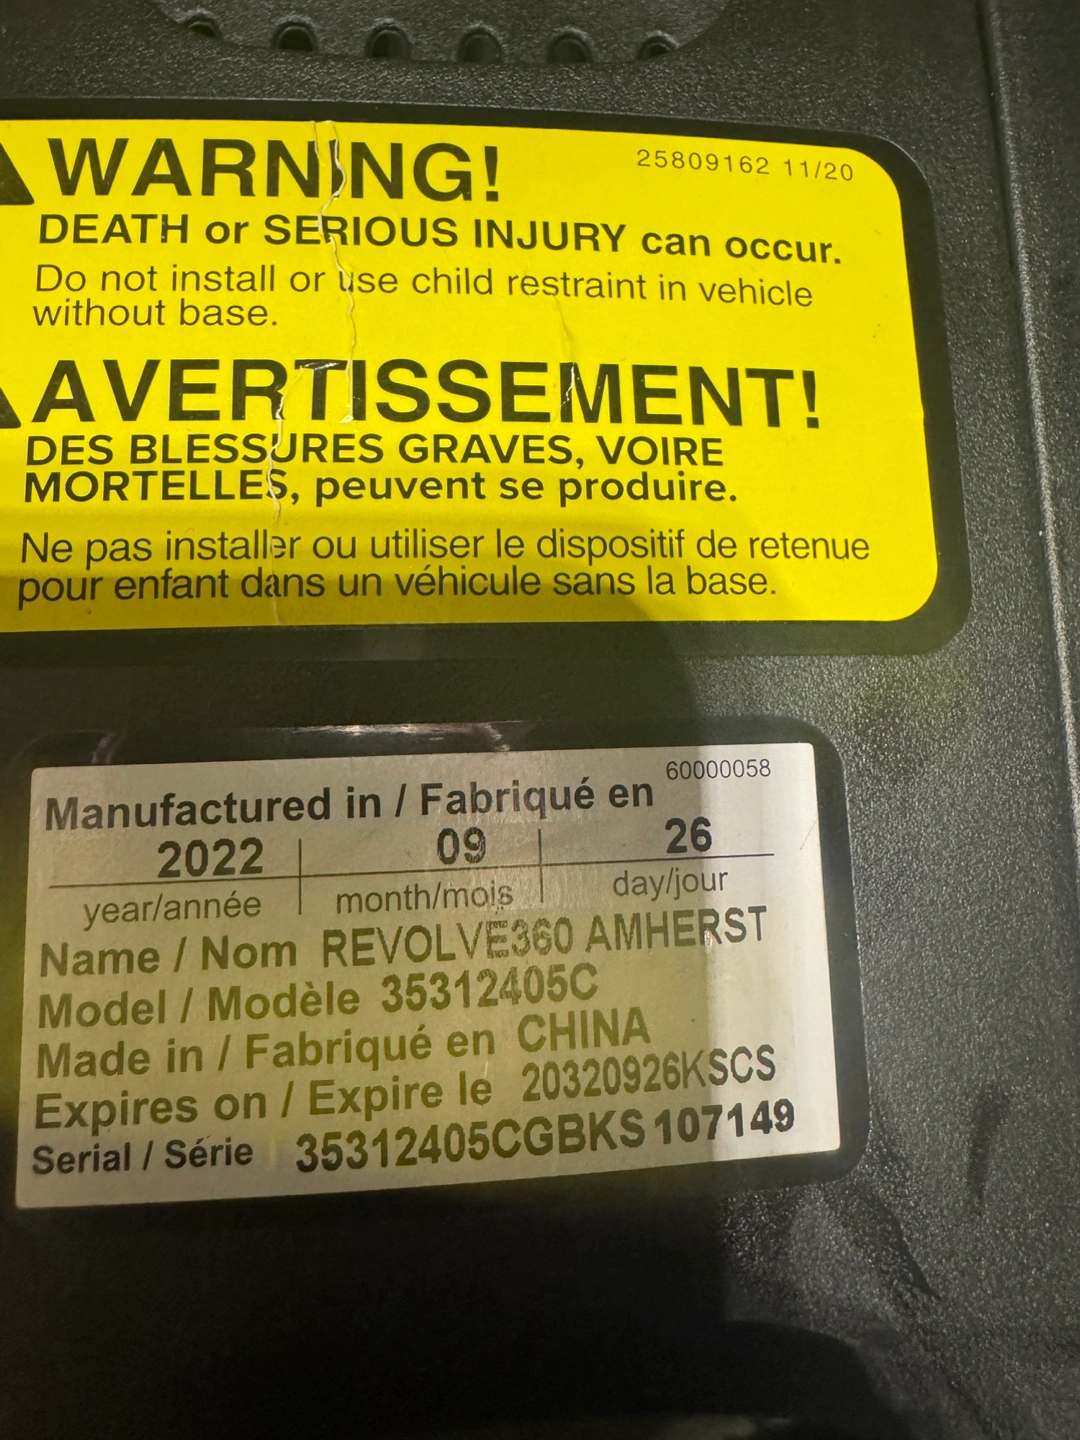 WARNING!
25809162 11/20
DEATH or SERIOUS INJURY can occur.
Do not install or use child restraint in vehicle
without base.
AVERTISSEMENT!
DES BLESSURES GRAVES, VOIRE
MORTELLES, peuvent se produire.
Ne pas installer ou utiliser le dispositif de retenue
pour enfant dans un véhicule sans la base.
60000058
Manufactured in / Fabriqué en
2022 09 26
year/année month/mois day/jour
Name / Nom REVOLVE360 AMHERST
Model / Modèle 35312405C
Made in / Fabriqué en CHINA
Expires on / Expire le 20320926KSCS
Serial / Série 35312405CGBKS107149